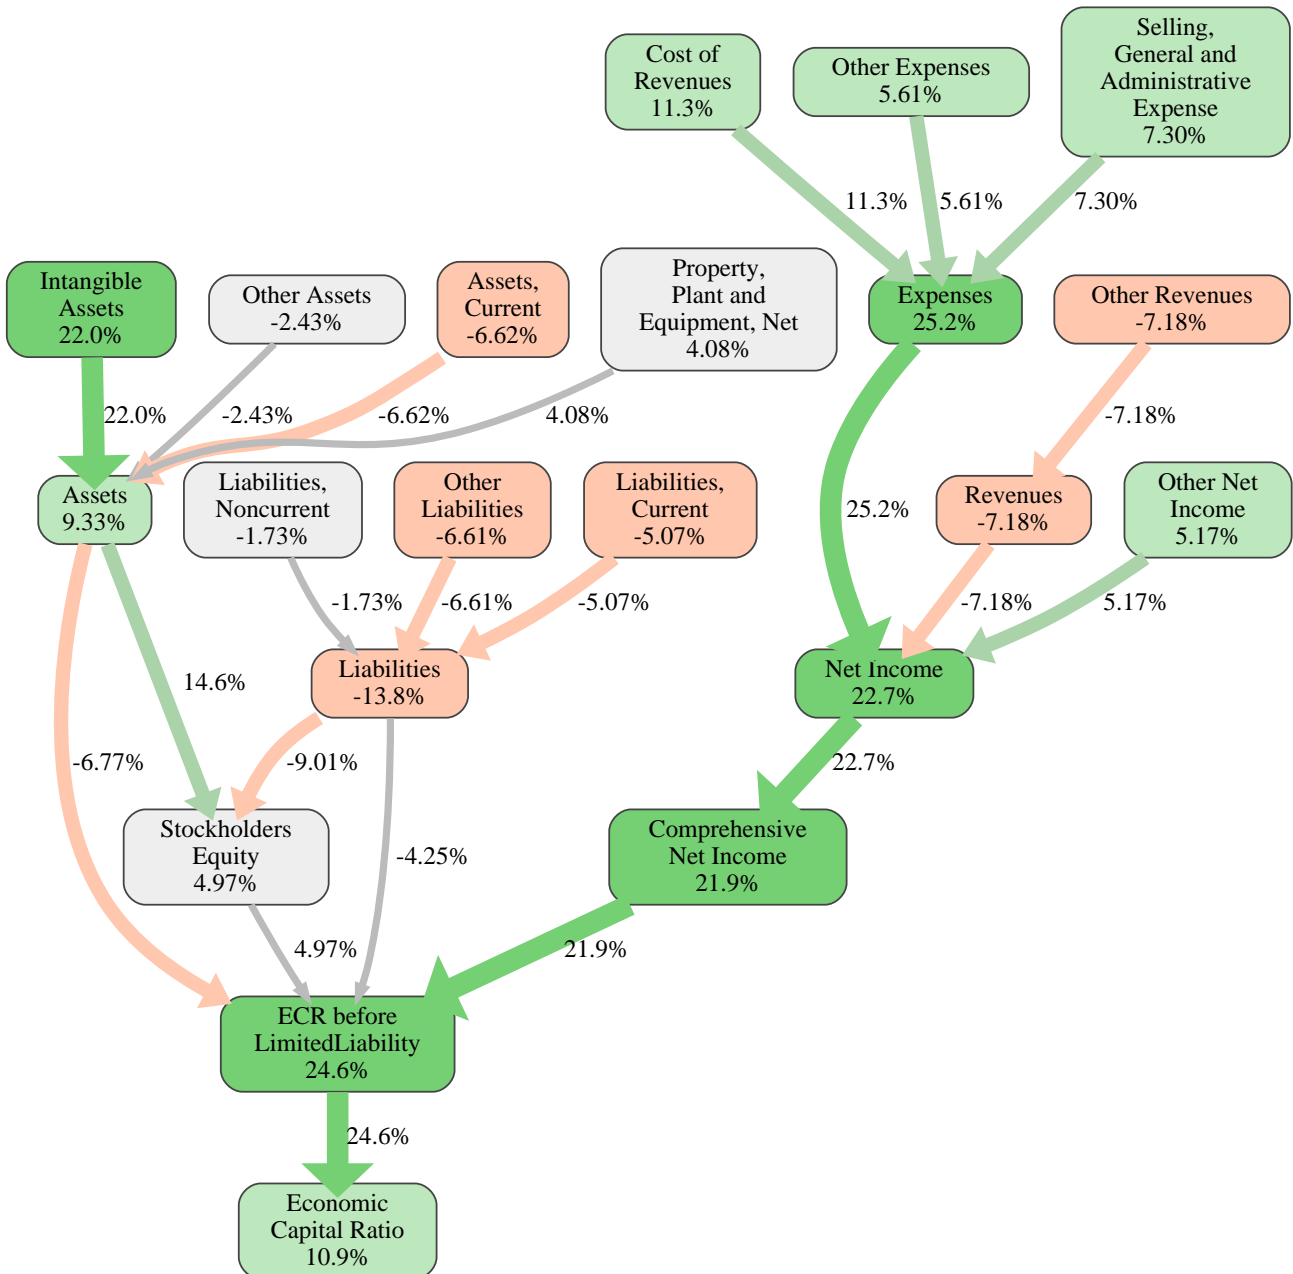 Selling,
General and
Administrative
Expense
7.30%
Cost of
Revenues
11.3%
Other Expenses
5.61%
11.3%
5.61%
7.30%
Intangible
Assets
22.0%
Other Assets
-2.43%
Assets,
Current
-6.62%
Property,
Plant and
Equipment, Net
4.08%
Expenses
25.2%
Other Revenues
-7.18%
22.0%
-2.43%
-6.62%
4.08%
-7.18%
Assets
9.33%
Liabilities,
Noncurrent
-1.73%
Other
Liabilities
-6.61%
Liabilities,
Current
-5.07%
25.2%
Revenues
-7.18%
Other Net
Income
5.17%
-1.73%
-6.61%
-5.07%
-7.18%
5.17%
14.6%
Liabilities
-13.8%
Net Income
22.7%
-6.77%
-9.01%
22.7%
Stockholders
Equity
4.97%
-4.25%
Comprehensive
Net Income
21.9%
4.97%
21.9%
ECR before
LimitedLiability
24.6%
24.6%
Economic
Capital Ratio
10.9%